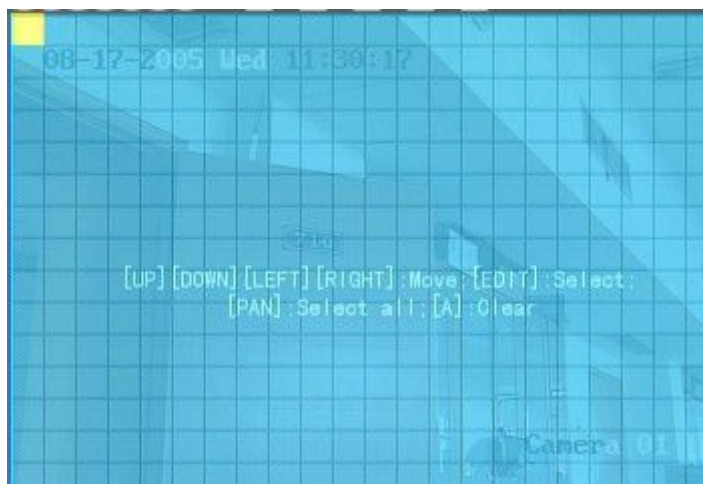 08-17-2005 Wed 11:30:17
[UP][DOWN][LEFT][RIGHT]:Move;[EDIT]:Select;
[PAN]:Select all;[A]:Clear
Camera 01